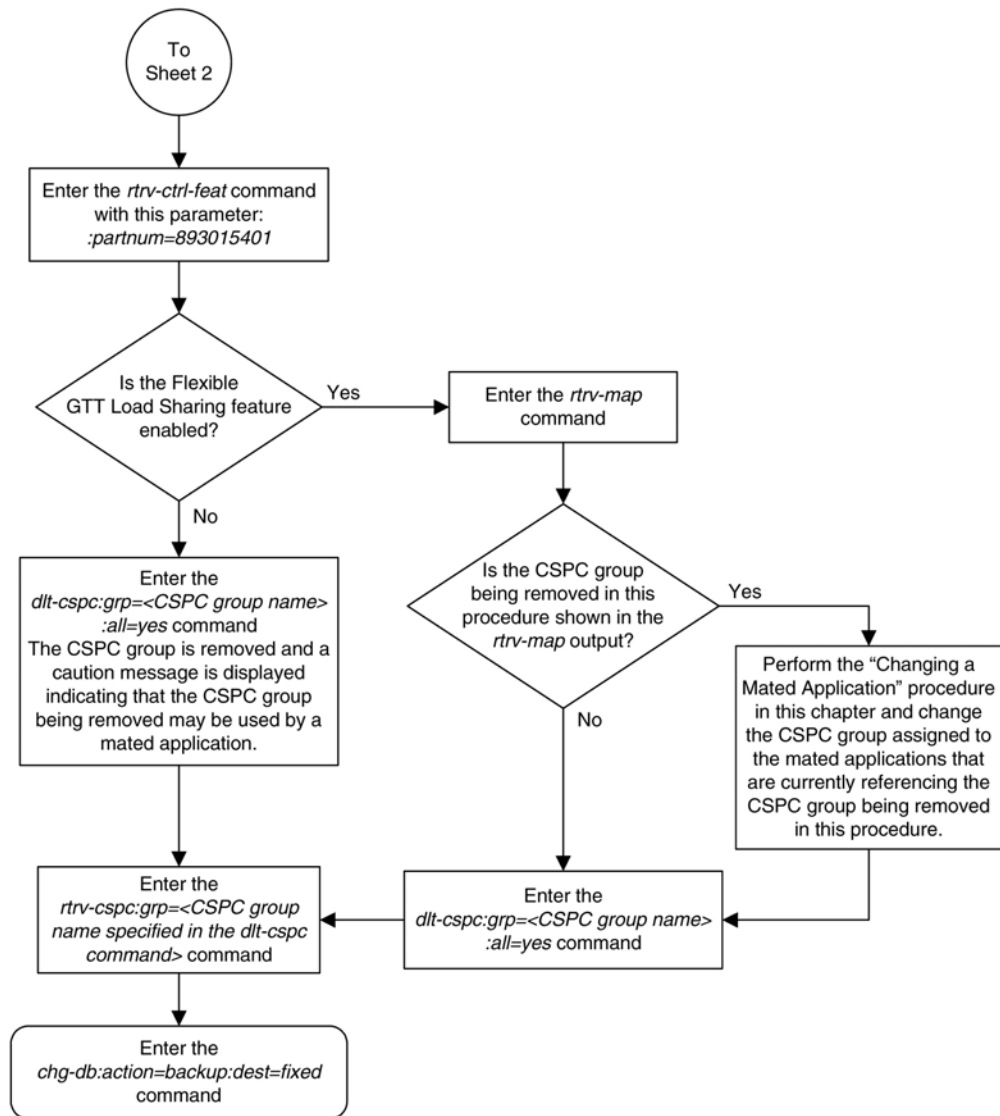 To
Sheet 2
Enter the rtrv-ctrl-feat command
with this parameter:
:partnum=893015401
Is the Flexible
GTT Load Sharing feature
enabled?
Yes
No
Enter the rtrv-map
command
Is the CSPC group
being removed in this
procedure shown in the
rtrv-map output?
Yes
No
Enter the
dlt-cspc:grp=<CSPC group name>
:all=yes command
The CSPC group is removed and a
caution message is displayed
indicating that the CSPC group
being removed may be used by a
mated application.
Perform the “Changing a
Mated Application” procedure
in this chapter and change
the CSPC group assigned to
the mated applications that
are currently referencing the
CSPC group being removed
in this procedure.
Enter the
dlt-cspc:grp=<CSPC group name>
:all=yes command
Enter the
rtrv-cspc:grp=<CSPC group
name specified in the dlt-cspc
command> command
Enter the
chg-db:action=backup:dest=fixed
command